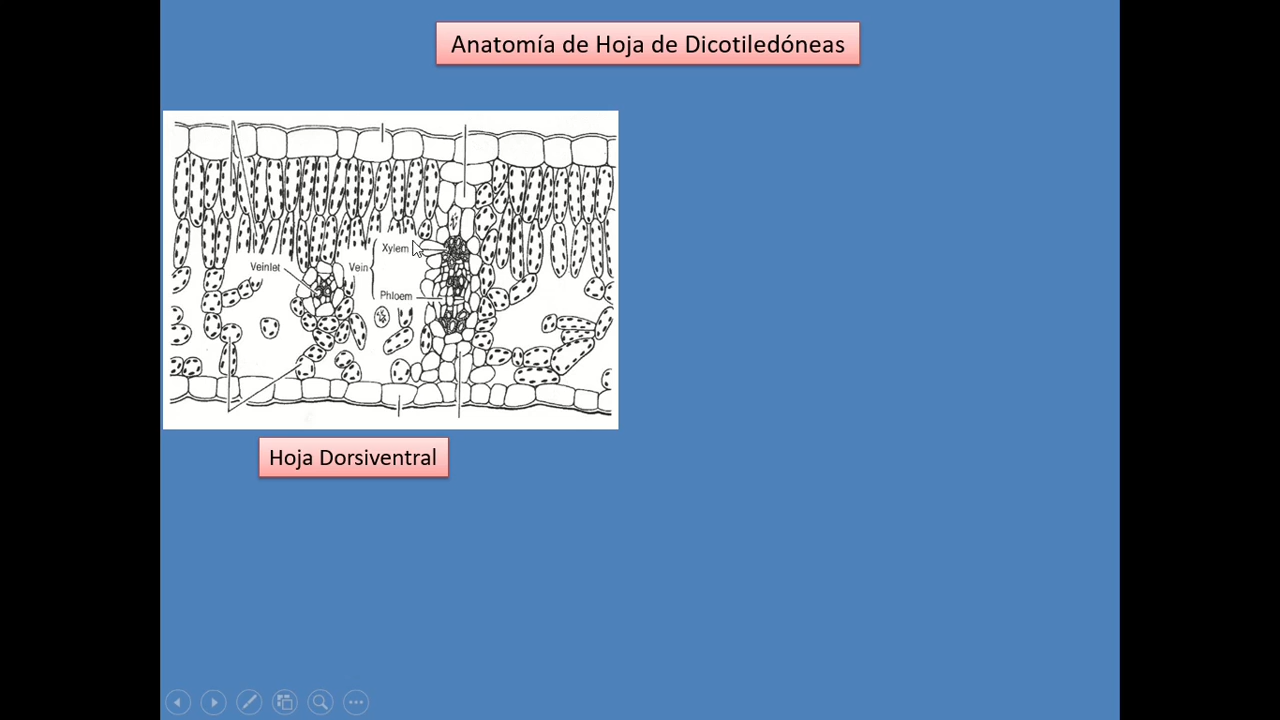 Anatomía de Hoja de Dicotiledóneas
Xylem
Veinlet
Vein
Phloem
Hoja Dorsiventral